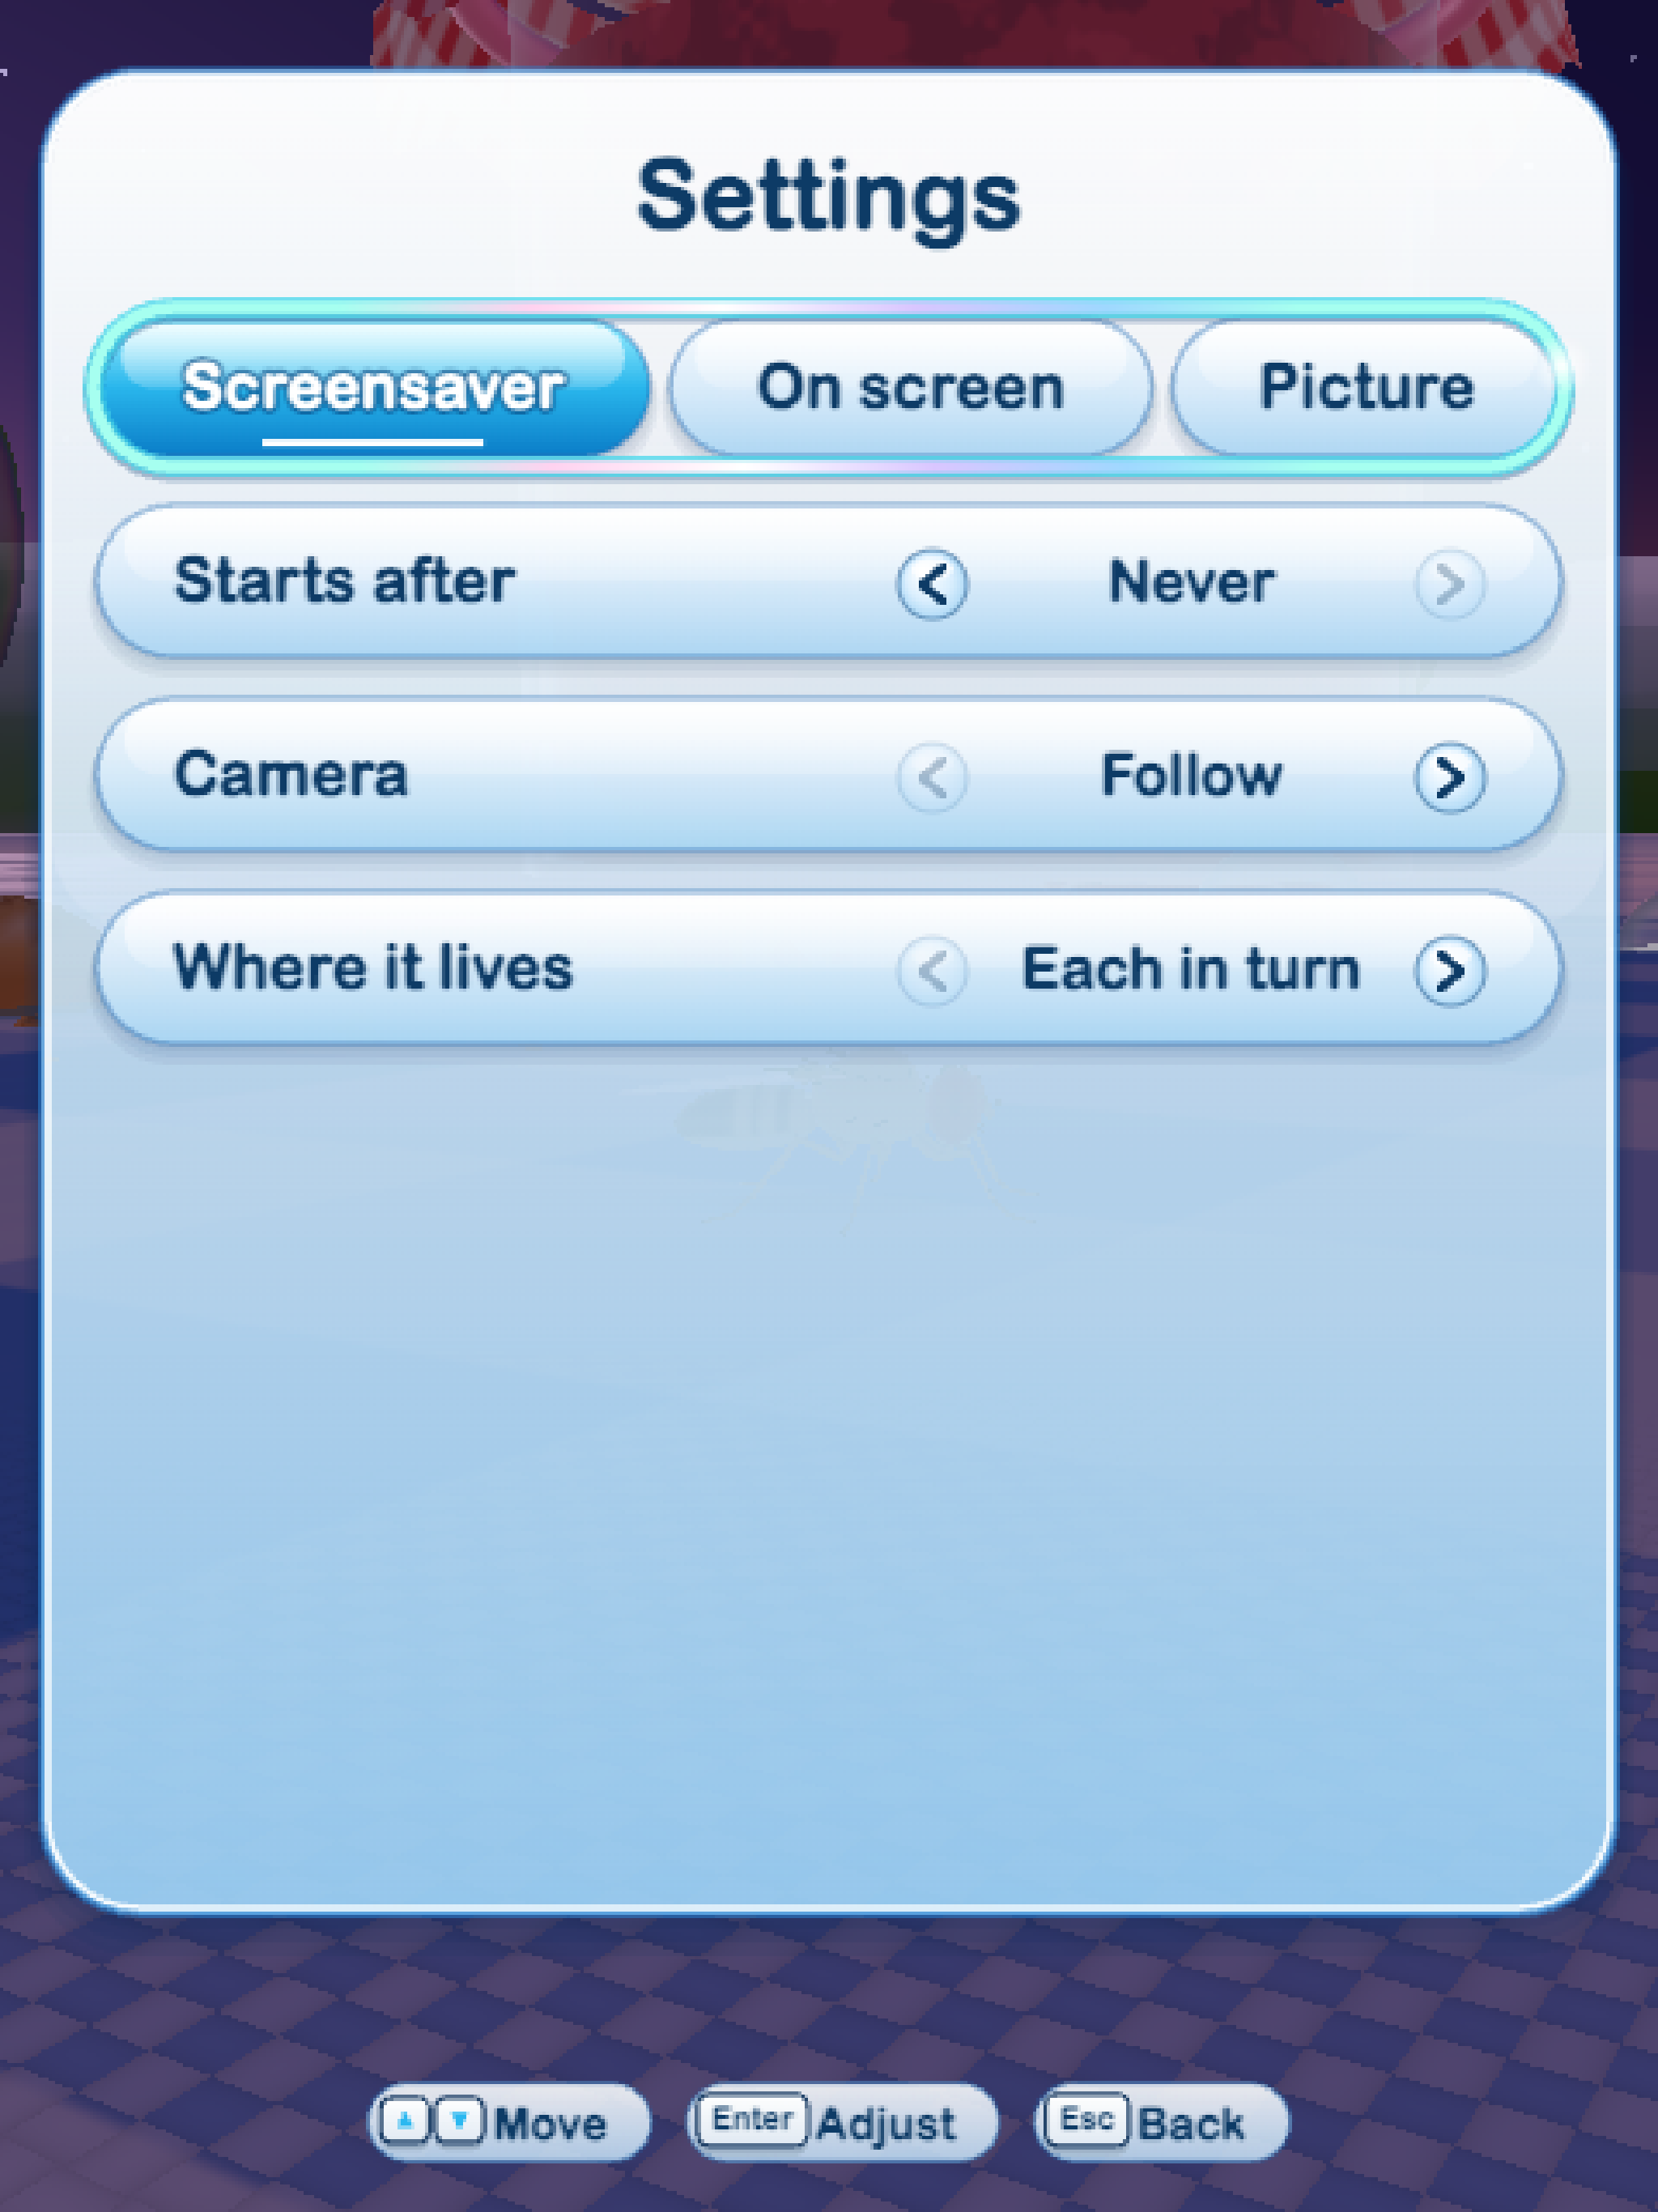 Settings
Screensaver On screen Picture
Starts after < Never >
Camera < Follow >
Where it lives < Each in turn >
▲ ▼ Move Enter Adjust Esc Back